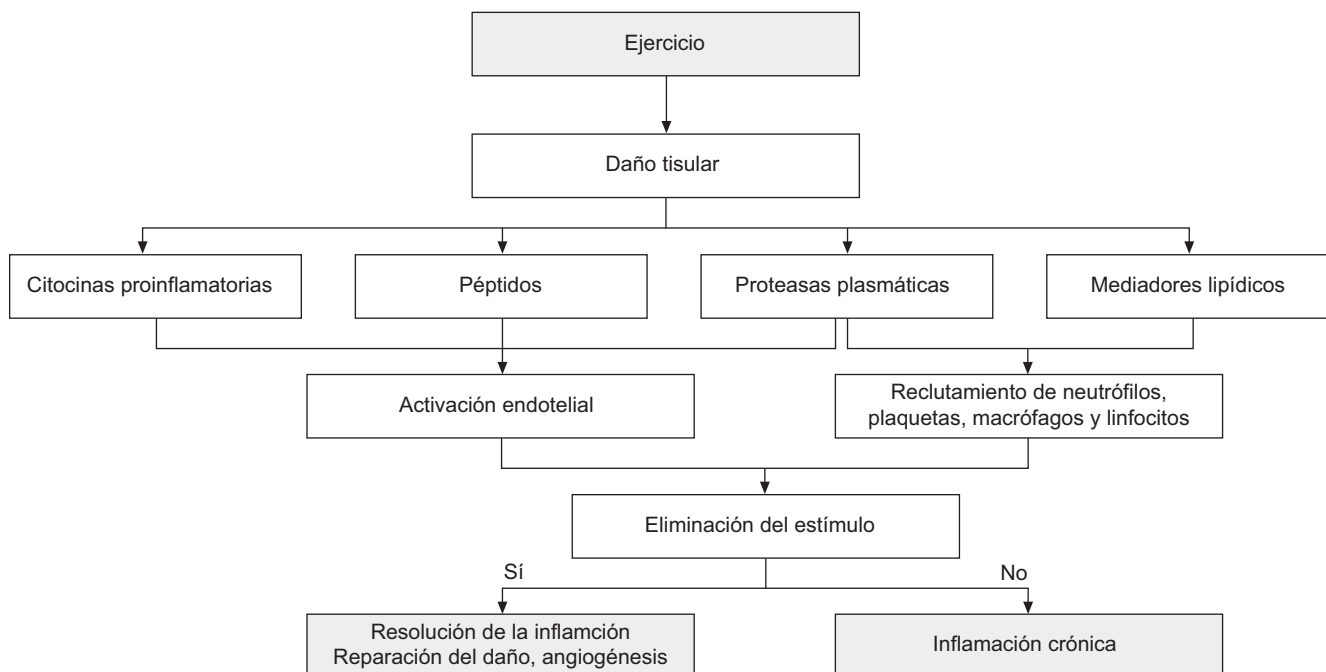 Ejercicio
Daño tisular
Citocinas proinflamatorias
Péptidos
Proteasas plasmáticas
Mediadores lipídicos
Activación endotelial
Reclutamiento de neutrófilos,
plaquetas, macrófagos y linfocitos
Eliminación del estímulo
Sí
No
Resolución de la inflamción
Reparación del daño, angiogénesis
Inflamación crónica